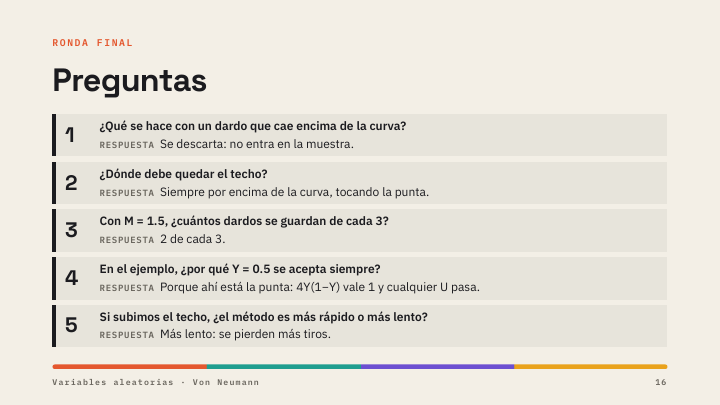 RONDA FINAL
Preguntas
1
¿Qué se hace con un dardo que cae encima de la curva?
RESPUESTA Se descarta: no entra en la muestra.
2
¿Dónde debe quedar el techo?
RESPUESTA Siempre por encima de la curva, tocando la punta.
3
Con M = 1.5, ¿cuántos dardos se guardan de cada 3?
RESPUESTA 2 de cada 3.
4
En el ejemplo, ¿por qué Y = 0.5 se acepta siempre?
RESPUESTA Porque ahí está la punta: 4Y(1−Y) vale 1 y cualquier U pasa.
5
Si subimos el techo, ¿el método es más rápido o más lento?
RESPUESTA Más lento: se pierden más tiros.
Variables aleatorias · Von Neumann
16